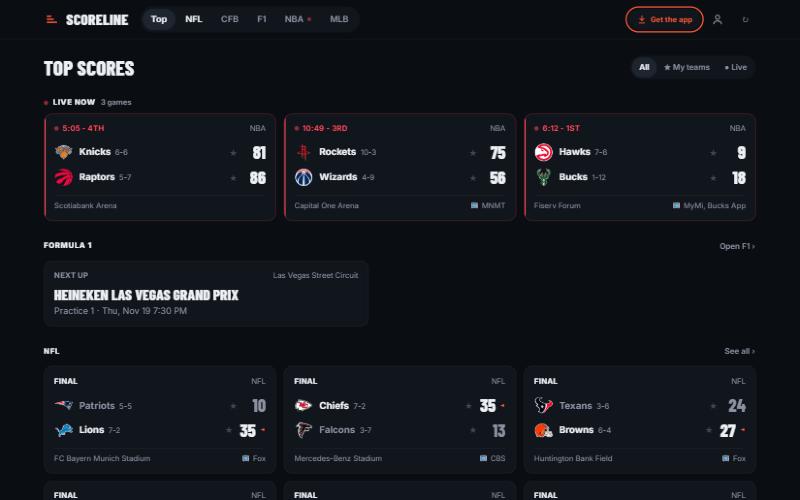 SCORELINE Top NFL CFB F1 NBA MLB Get the app
TOP SCORES All ★ My teams • Live
LIVE NOW 3 games
5:05 - 4TH NBA
Knicks 6-6 81
Raptors 5-7 86
Scotiabank Arena
10:49 - 3RD NBA
Rockets 10-3 75
Wizards 4-9 56
Capital One Arena MNMT
6:12 - 1ST NBA
Hawks 7-6 9
Bucks 1-12 18
Fiserv Forum MyMi, Bucks App
FORMULA 1 Open F1 ›
NEXT UP Las Vegas Street Circuit
HEINEKEN LAS VEGAS GRAND PRIX
Practice 1 · Thu, Nov 19 7:30 PM
NFL See all ›
FINAL NFL
Patriots 5-5 10
Lions 7-2 35
FC Bayern Munich Stadium Fox
FINAL NFL
Chiefs 7-2 35
Falcons 3-7 13
Mercedes-Benz Stadium CBS
FINAL NFL
Texans 3-6 24
Browns 6-4 27
Huntington Bank Field Fox
FINAL NFL
FINAL NFL
FINAL NFL